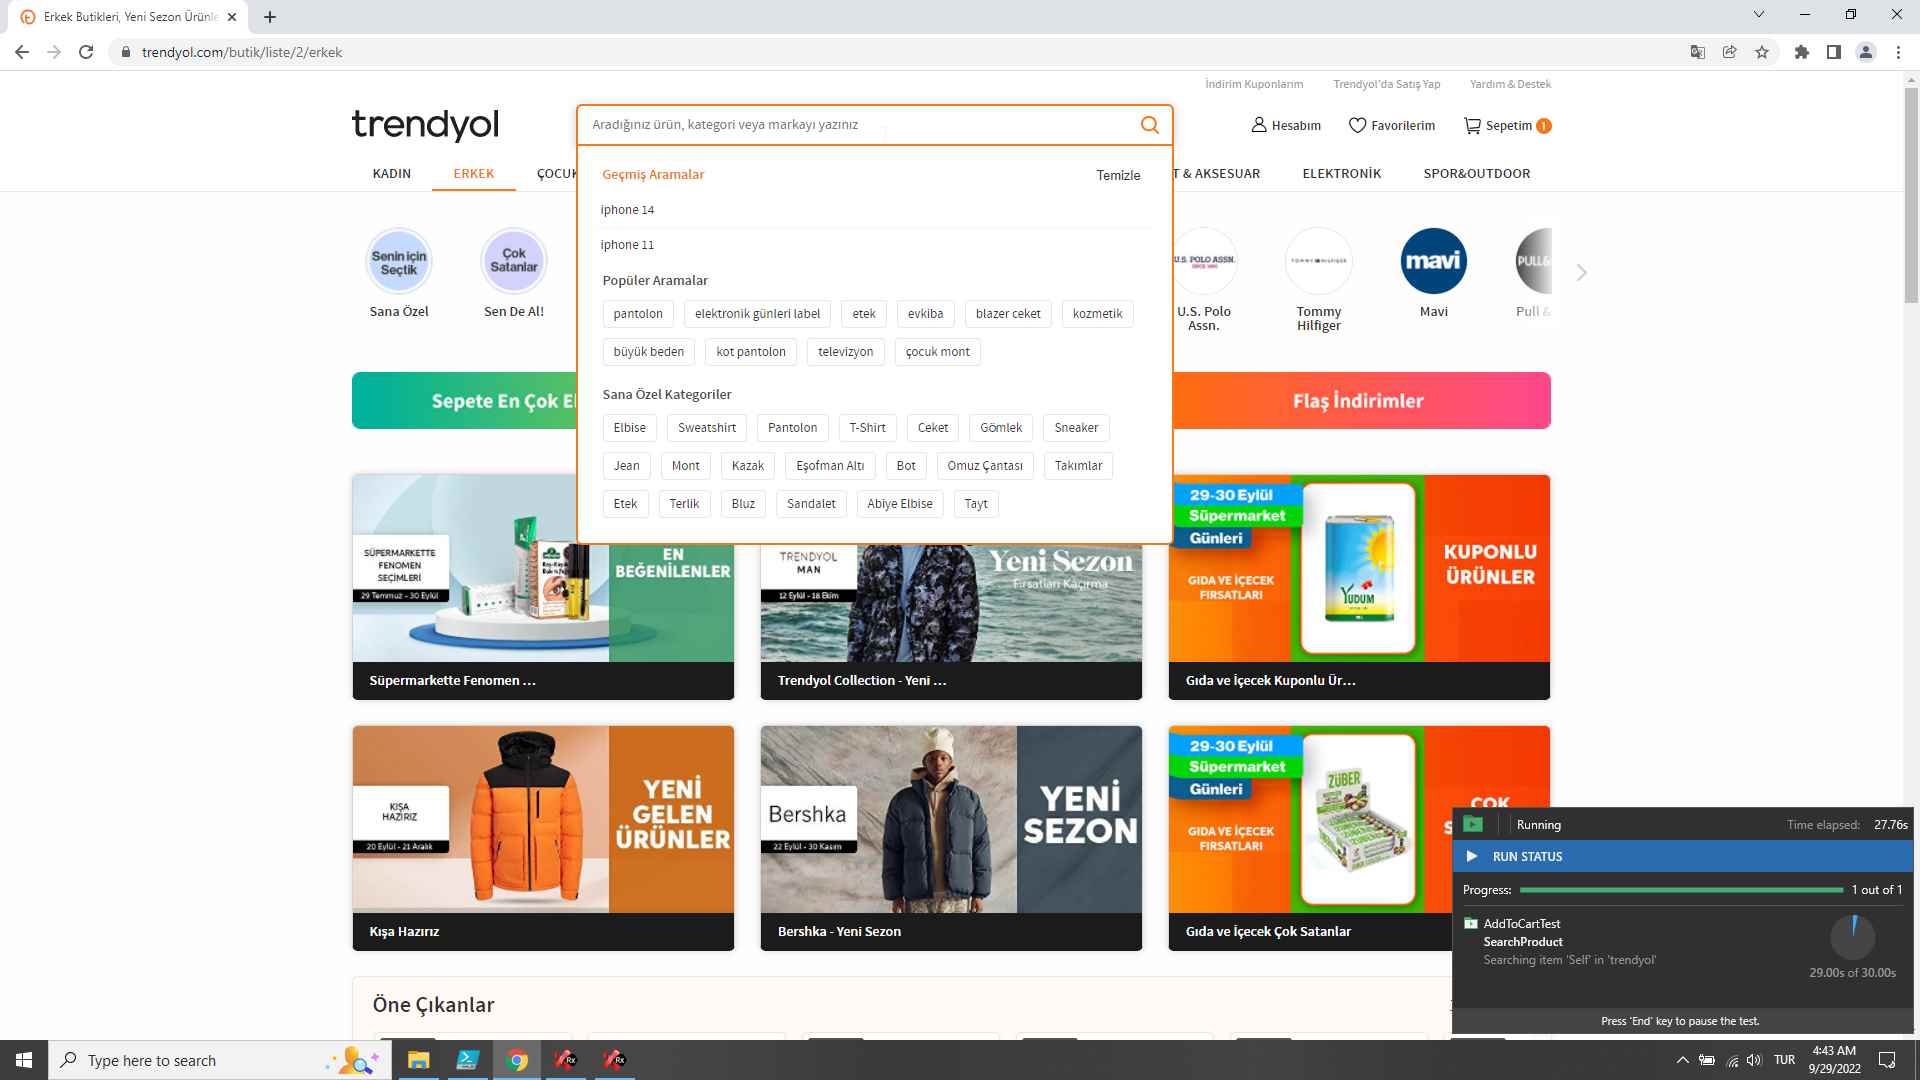 Erkek Butikleri, Yeni Sezon Ürünle
trendyol.com/butik/liste/2/erkek
İndirim Kuponlarım
Trendyol'da Satış Yap
Yardım & Destek
trendyol
Aradığınız ürün, kategori veya markayı yazınız
Hesabım
Favorilerim
Sepetim 1
KADIN
ERKEK
ÇOCUK
T & AKSESUAR
ELEKTRONİK
SPOR&OUTDOOR
Geçmiş Aramalar
Temizle
iphone 14
iphone 11
Popüler Aramalar
pantolon
elektronik günleri label
etek
evkiba
blazer ceket
kozmetik
büyük beden
kot pantolon
televizyon
çocuk mont
Sana Özel Kategoriler
Elbise
Sweatshirt
Pantolon
T-Shirt
Ceket
Gömlek
Sneaker
Jean
Mont
Kazak
Eşofman Altı
Bot
Omuz Çantası
Takımlar
Etek
Terlik
Bluz
Sandalet
Abiye Elbise
Tayt
Senin için
Seçtik
Sana Özel
Çok
Satanlar
Sen De Al!
U.S. POLO ASSN.
U.S. Polo
Assn.
TOMMY HILFIGER
Tommy
Hilfiger
mavi
Mavi
PULL&
Pull &
Sepete En Çok El
Flaş İndirimler
SÜPERMARKETTE
FENOMEN
SEÇİMLERİ
29 Temmuz - 30 Eylül
EN
BEĞENİLENLER
Süpermarkette Fenomen ...
TRENDYOL
MAN
12 Eylül - 18 Ekim
Yeni Sezon
Fırsatları Kaçırma
Trendyol Collection - Yeni ...
29-30 Eylül
Süpermarket
Günleri
GIDA VE İÇECEK
FIRSATLARI
YUDUM
KUPONLU
ÜRÜNLER
Gıda ve İçecek Kuponlu Ür...
KIŞA
HAZIRIZ
20 Eylül - 21 Aralık
YENİ
GELEN
ÜRÜNLER
Kışa Hazırız
Bershka
22 Eylül - 30 Kasım
YENİ
SEZON
Bershka - Yeni Sezon
29-30 Eylül
Süpermarket
Günleri
GIDA VE İÇECEK
FIRSATLARI
ZÜBER
ÇOK
S
Gıda ve İçecek Çok Satanlar
Öne Çıkanlar
Running
Time elapsed: 27.76s
RUN STATUS
Progress:
1 out of 1
AddToCartTest
SearchProduct
Searching item 'Self' in 'trendyol'
29.00s of 30.00s
Press 'End' key to pause the test.
Type here to search
Rx
Rx
TUR
4:43 AM
9/29/2022